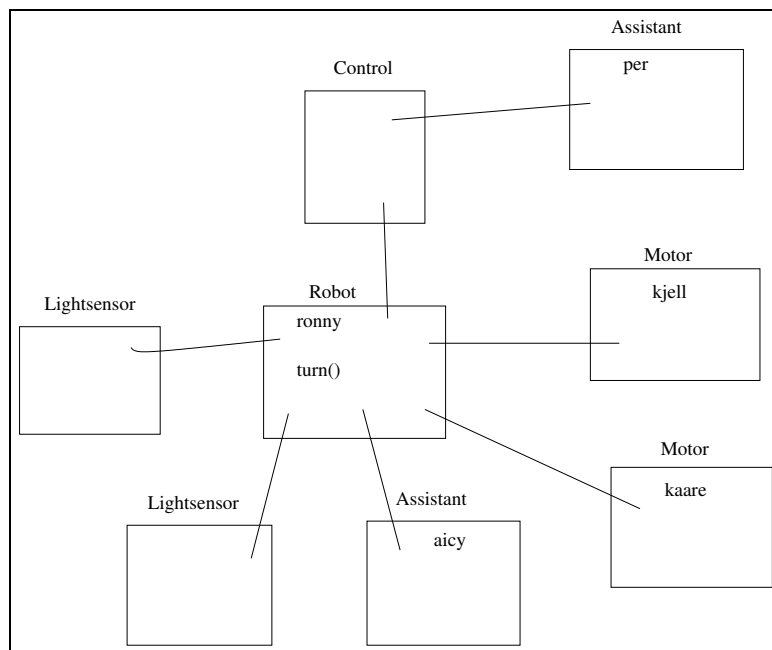 Assistant
per
Control
Motor
kjell
Robot
ronny
turn()
Lightsensor
Motor
kaare
Lightsensor
Assistant
aicy